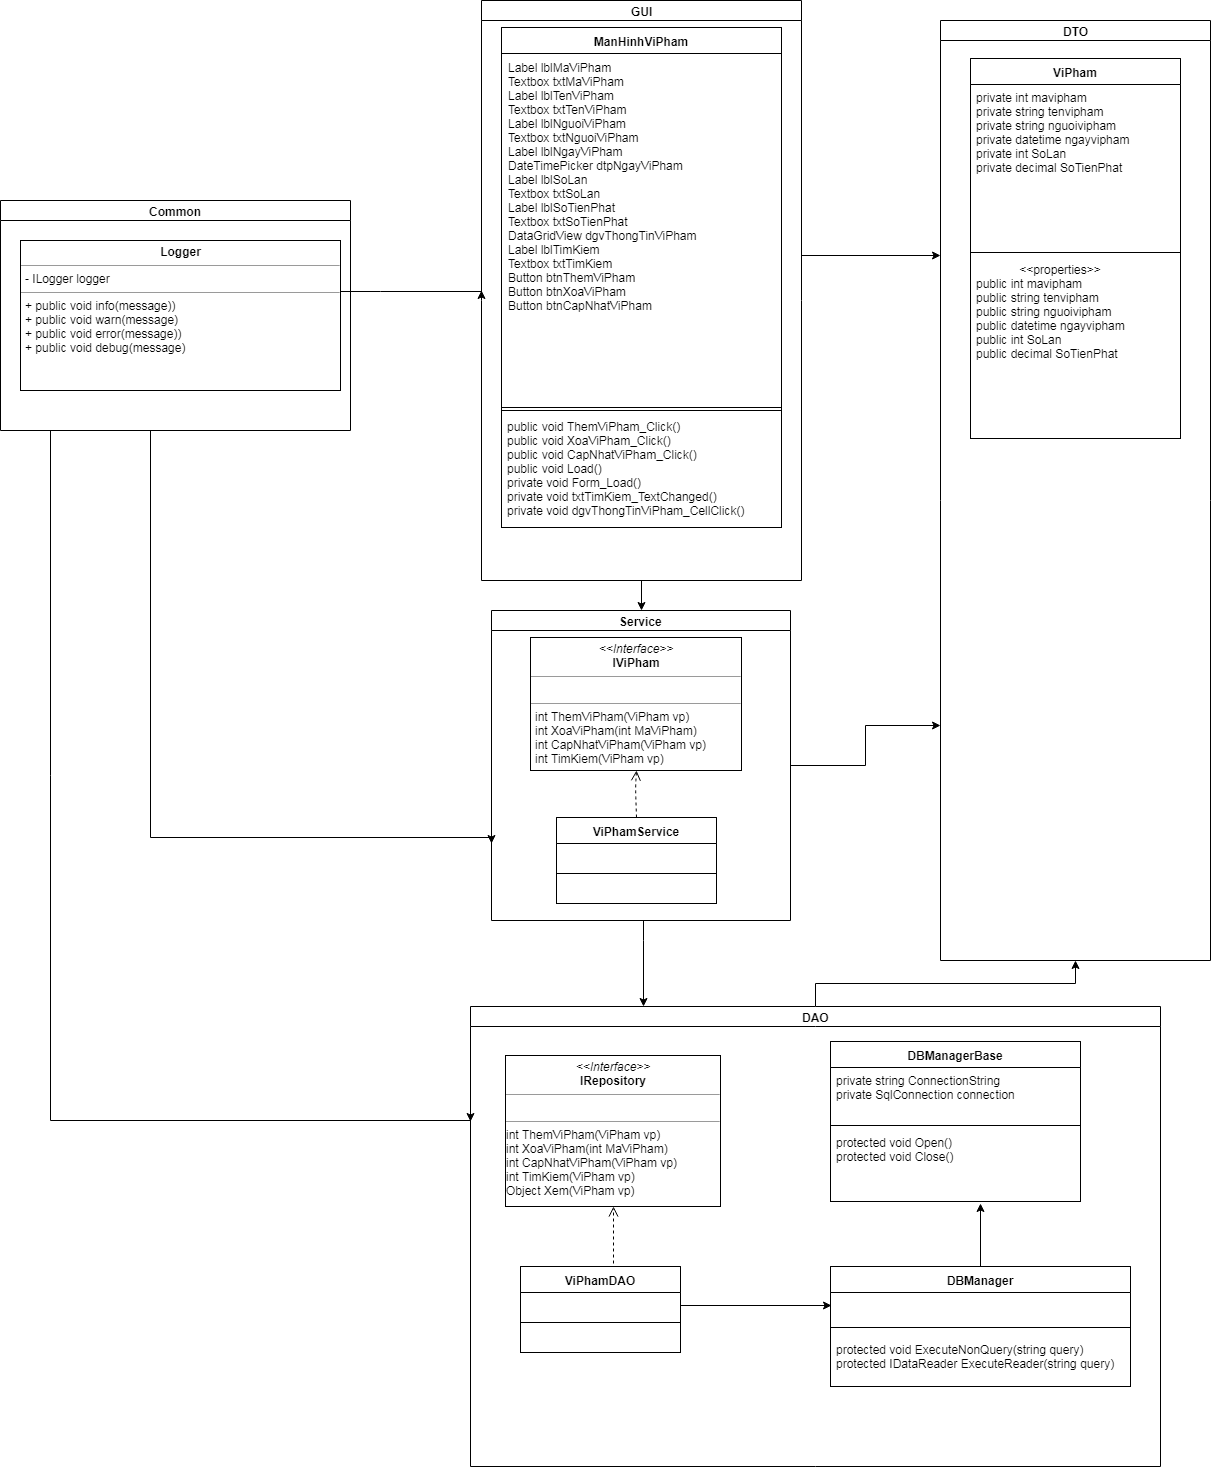 GUI
ManHinhViPham
Label lblMaViPham
Textbox txtMaViPham
Label lblTenViPham
Textbox txtTenViPham
Label lblNguoiViPham
Textbox txtNguoiViPham
Label lblNgayViPham
DateTimePicker dtpNgayViPham
Label lblSoLan
Textbox txtSoLan
Label lblSoTienPhat
Textbox txtSoTienPhat
DataGridView dgvThongTinViPham
Label lblTimKiem
Textbox txtTimKiem
Button btnThemViPham
Button btnXoaViPham
Button btnCapNhatViPham
public void ThemViPham_Click()
public void XoaViPham_Click()
public void CapNhatViPham_Click()
public void Load()
private void Form_Load()
private void txtTimKiem_TextChanged()
private void dgvThongTinViPham_CellClick()
DTO
ViPham
private int mavipham
private string tenvipham
private string nguoivipham
private datetime ngayvipham
private int SoLan
private decimal SoTienPhat
<<properties>>
public int mavipham
public string tenvipham
public string nguoivipham
public datetime ngayvipham
public int SoLan
public decimal SoTienPhat
Common
Logger
- ILogger logger
+ public void info(message))
+ public void warn(message)
+ public void error(message))
+ public void debug(message)
Service
<<Interface>>
IViPham
int ThemViPham(ViPham vp)
int XoaViPham(int MaViPham)
int CapNhatViPham(ViPham vp)
int TimKiem(ViPham vp)
ViPhamService
DAO
<<Interface>>
IRepository
int ThemViPham(ViPham vp)
int XoaViPham(int MaViPham)
int CapNhatViPham(ViPham vp)
int TimKiem(ViPham vp)
Object Xem(ViPham vp)
DBManagerBase
private string ConnectionString
private SqlConnection connection
protected void Open()
protected void Close()
ViPhamDAO
DBManager
protected void ExecuteNonQuery(string query)
protected IDataReader ExecuteReader(string query)